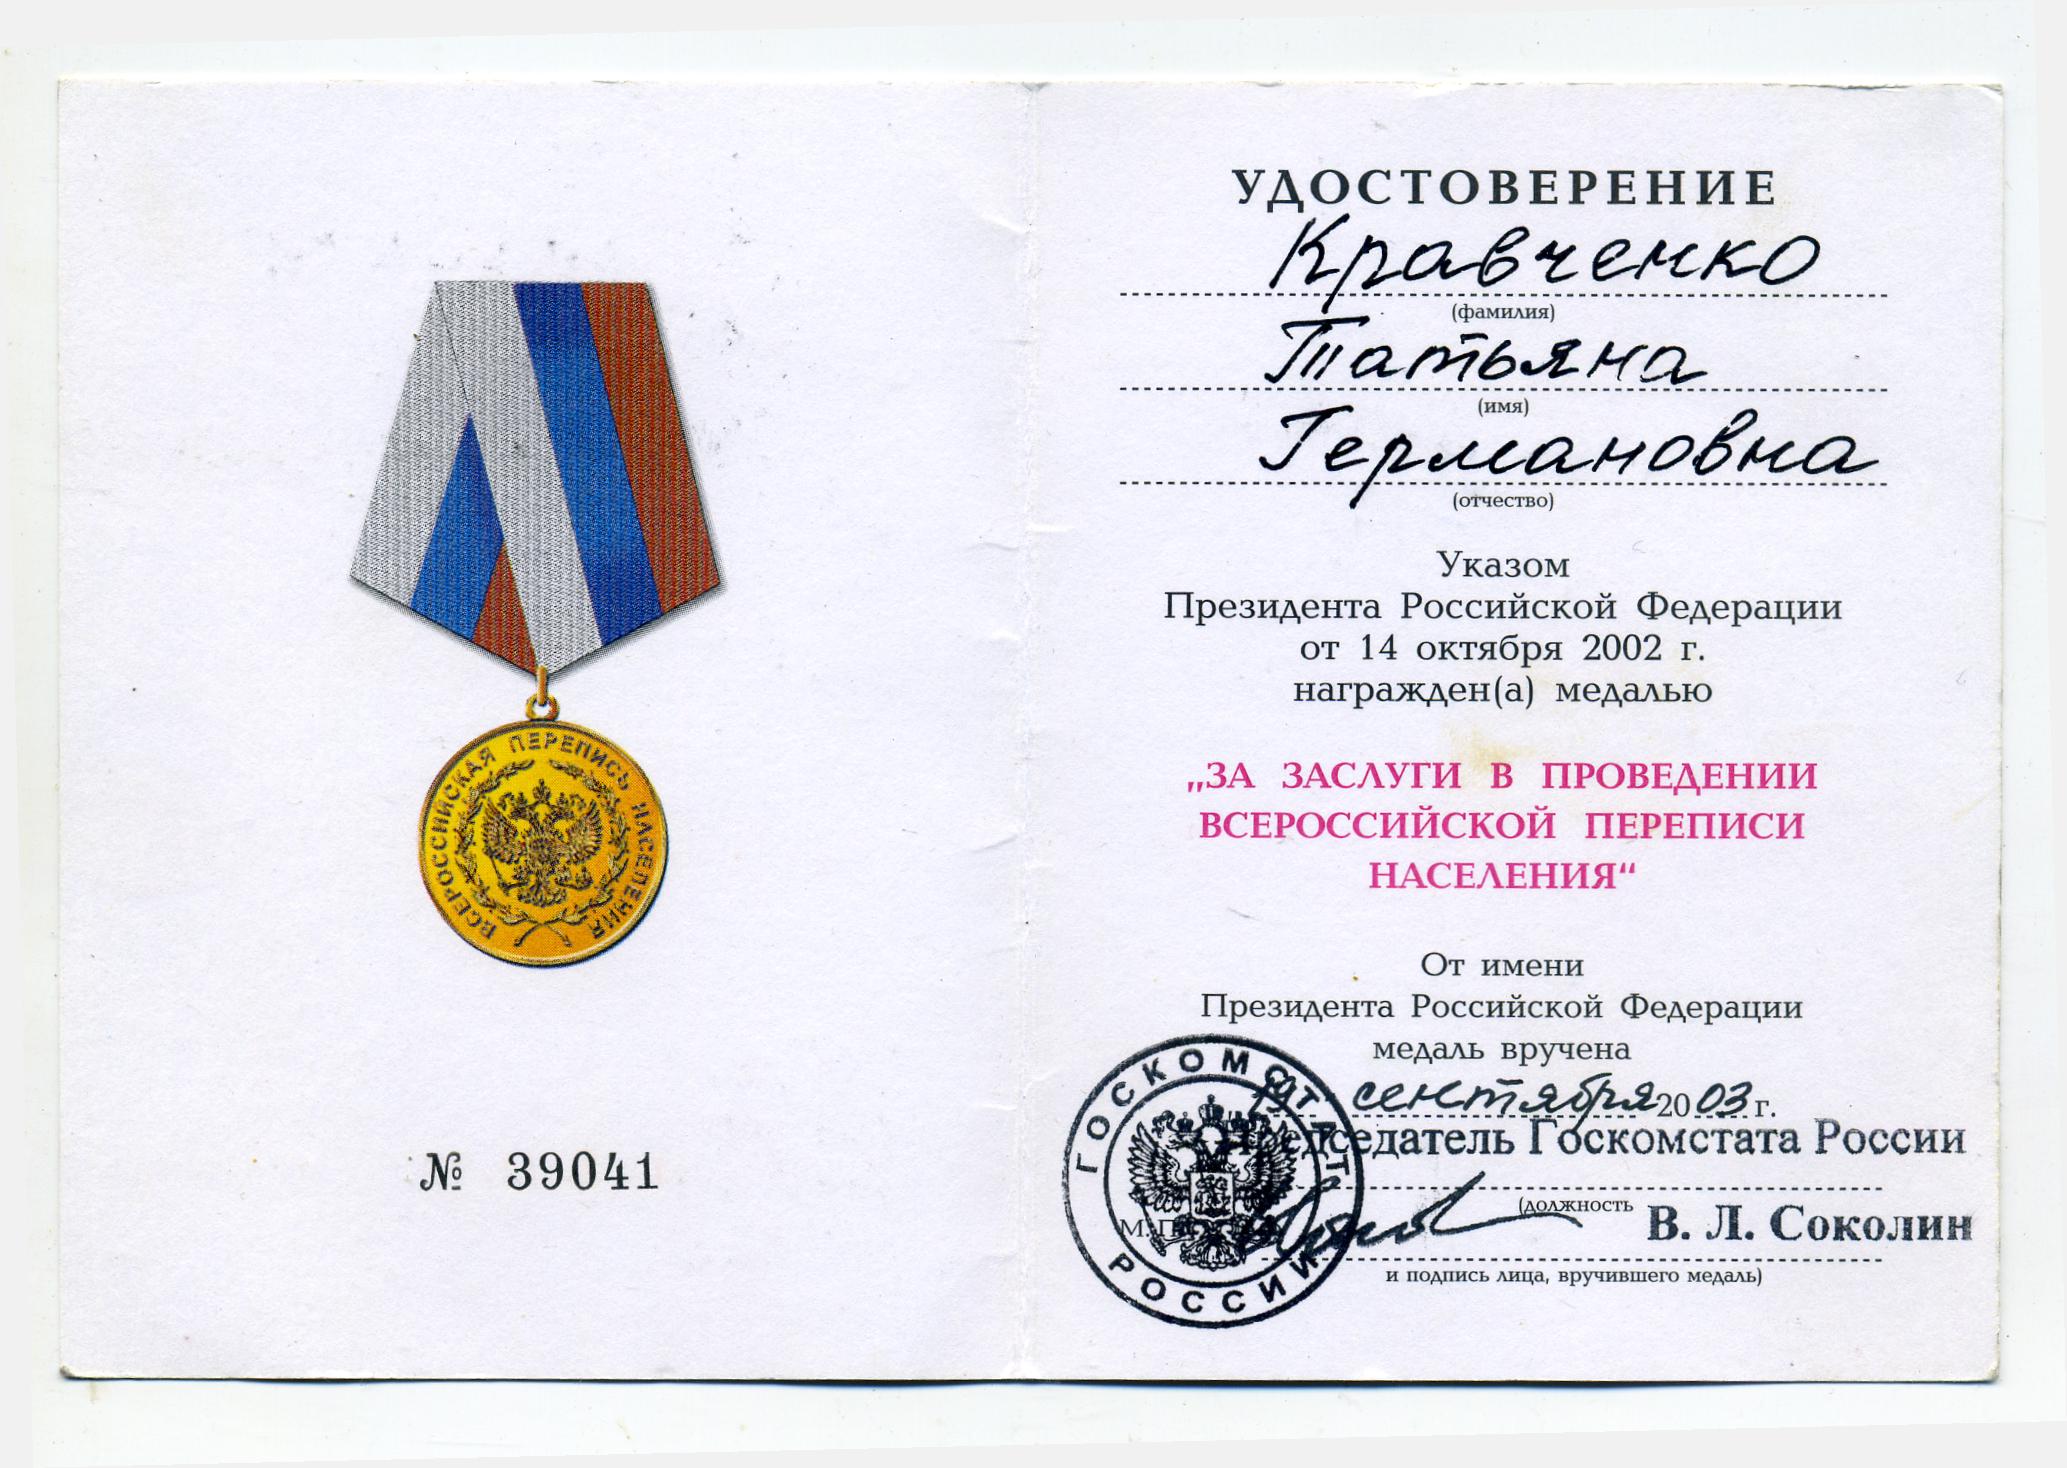 ВСЕРОССИЙСКАЯ ПЕРЕПИСЬ НАСЕЛЕНИЯ
№ 39041
УДОСТОВЕРЕНИЕ
Кравченко
(фамилия)
Татьяна
(имя)
Германовна
(отчество)
Указом
Президента Российской Федерации
от 14 октября 2002 г.
награжден(а) медалью
„ЗА ЗАСЛУГИ В ПРОВЕДЕНИИ
ВСЕРОССИЙСКОЙ ПЕРЕПИСИ
НАСЕЛЕНИЯ“
От имени
Президента Российской Федерации
медаль вручена
сентября 2003 г.
Председатель Госкомстата России
(должность
М.П.
В. Л. Соколин
и подпись лица, вручившего медаль)
ГОСКОМСТАТ РОССИИ